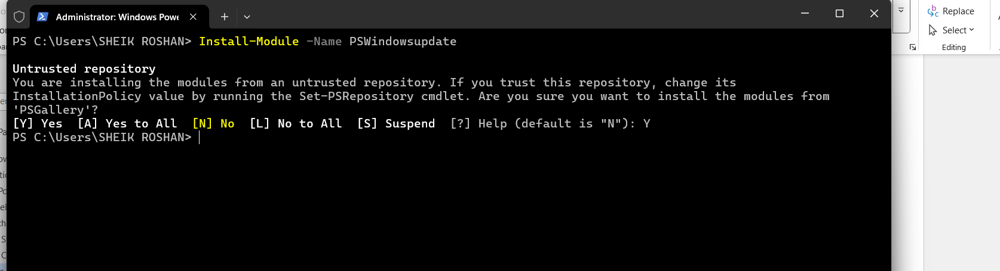 Administrator: Windows Powe
Replace
Select
Editing
PS C:\Users\SHEIK ROSHAN> Install-Module -Name PSWindowsupdate
Untrusted repository
You are installing the modules from an untrusted repository. If you trust this repository, change its
InstallationPolicy value by running the Set-PSRepository cmdlet. Are you sure you want to install the modules from
'PSGallery'?
[Y] Yes  [A] Yes to All  [N] No  [L] No to All  [S] Suspend  [?] Help (default is "N"): Y
PS C:\Users\SHEIK ROSHAN>